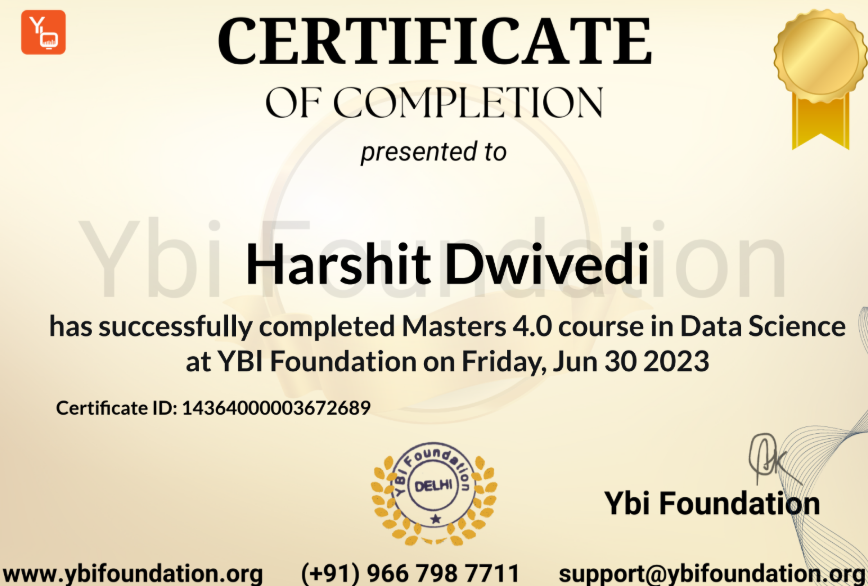 Yb
CERTIFICATE
OF COMPLETION
presented to
Ybi Foundation
Harshit Dwivedi
has successfully completed Masters 4.0 course in Data Science
at YBI Foundation on Friday, Jun 30 2023
Certificate ID: 14364000003672689
YBI Foundation
DELHI
Ybi Foundation
www.ybifoundation.org (+91) 966 798 7711 support@ybifoundation.org